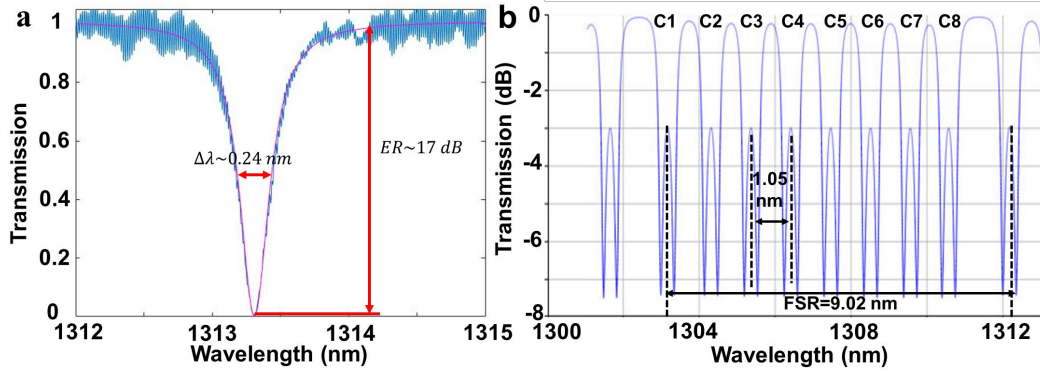 a
Transmission
1
0.8
0.6
0.4
0.2
0
Δλ~0.24 nm
ER~17 dB
1312
1313
1314
1315
Wavelength (nm)
b
Transmission (dB)
0
-2
-4
-6
-8
C1 C2 C3 C4 C5 C6 C7 C8
1.05
nm
FSR=9.02 nm
1300
1304
1308
1312
Wavelength (nm)